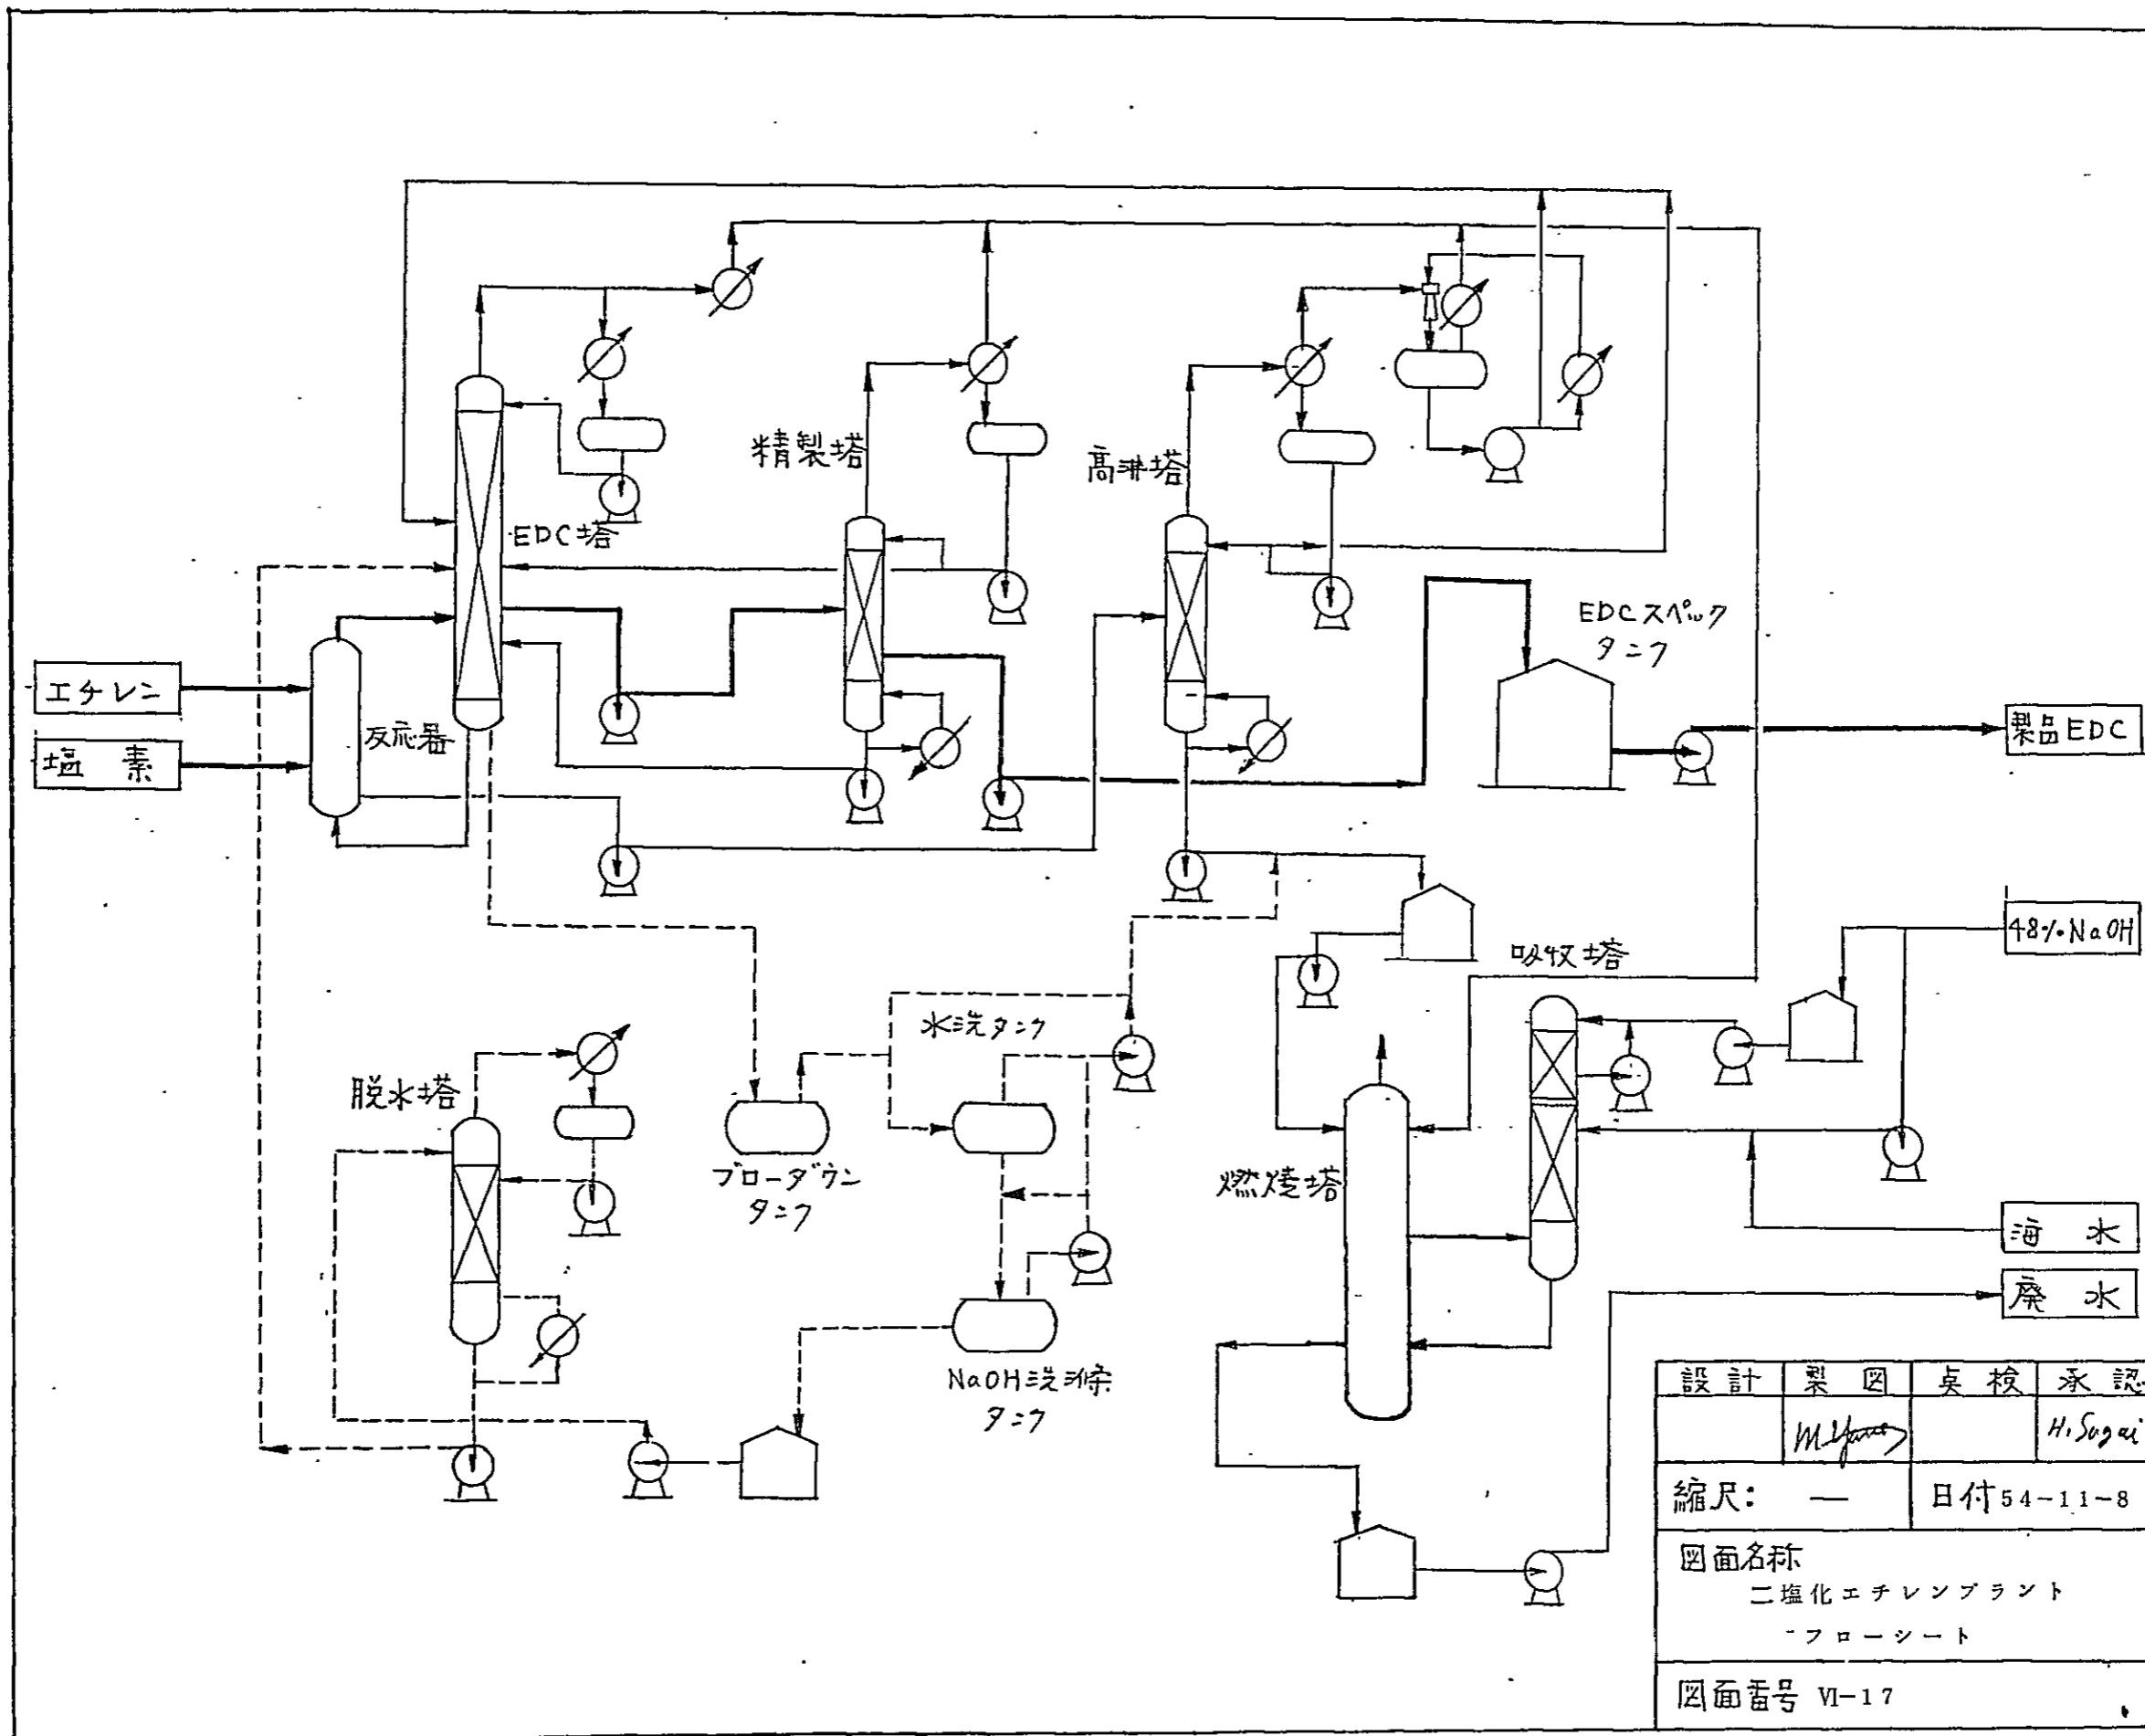 精製塔
高沸塔
EDC塔
EDCスペック
タンク
エチレン
塩 素
反応器
製品EDC
48%NaOH
吸収塔
水洗タンク
脱水塔
ブローダウン
タンク
燃焼塔
海 水
廃 水
NaOH洗滌
タンク
設計 製図 点検 承認
H. Sugai
縮尺: — 日付 54-11-8
図面名称
二塩化エチレンプラント
フローシート
図面番号 VI-17